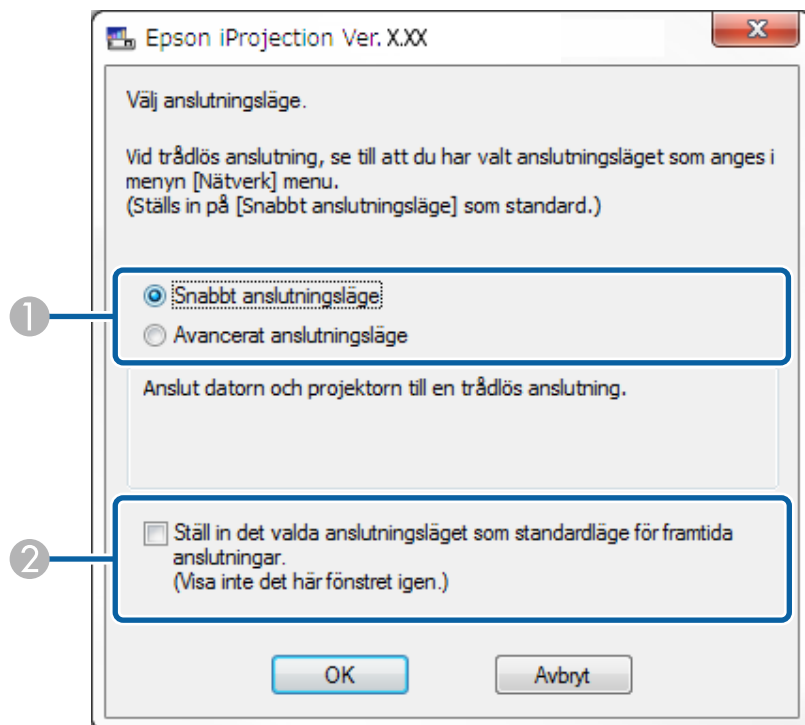 Epson iProjection Ver. X.XX
X
Välj anslutningsläge.
Vid trådlös anslutning, se till att du har valt anslutningsläget som anges i
menyn [Nätverk] menu.
(Ställs in på [Snabbt anslutningsläge] som standard.)
1
Snabbt anslutningsläge
Avancerat anslutningsläge
Anslut datorn och projektorn till en trådlös anslutning.
2
Ställ in det valda anslutningsläget som standardläge för framtida
anslutningar.
(Visa inte det här fönstret igen.)
OK
Avbryt